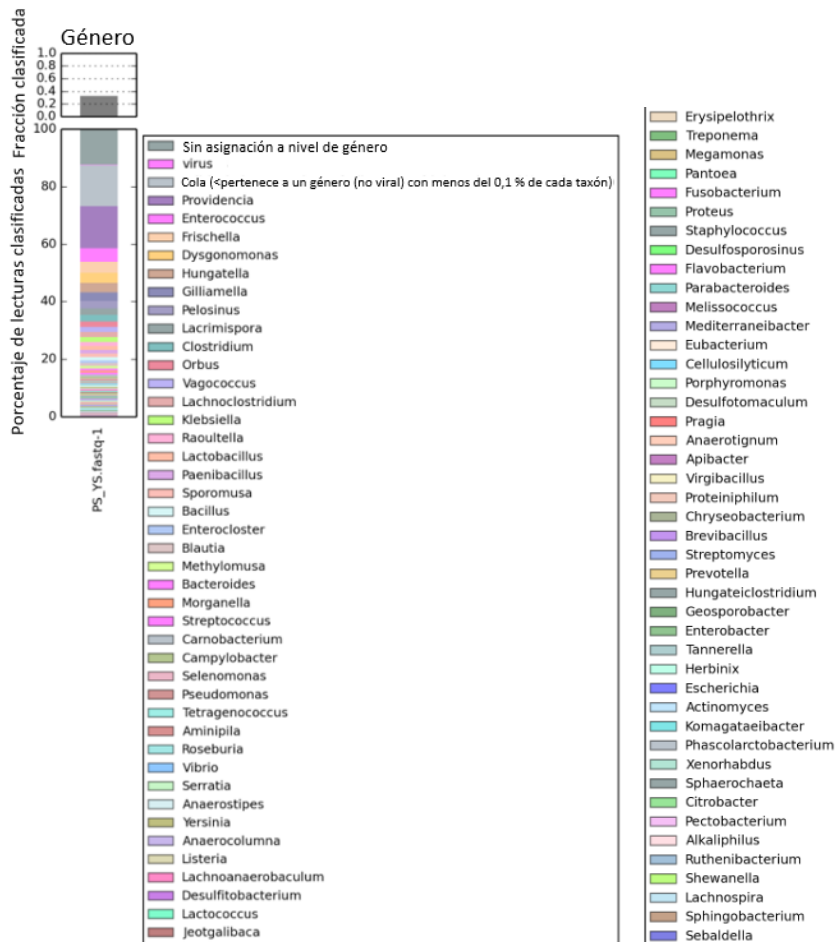 Género
Fracción clasificada
1.0
0.8
0.6
0.4
0.2
0.0
Porcentaje de lecturas clasificadas
100
80
60
40
20
0
PS_YS.fastq-1
Sin asignación a nivel de género
virus
Cola (<pertenece a un género (no viral) con menos del 0,1 % de cada taxón)
Providencia
Enterococcus
Frischella
Dysgonomonas
Hungatella
Gilliamella
Pelosinus
Lacrimispora
Clostridium
Orbus
Vagococcus
Lachnoclostridium
Klebsiella
Raoultella
Lactobacillus
Paenibacillus
Sporomusa
Bacillus
Enterocloster
Blautia
Methylomusa
Bacteroides
Morganella
Streptococcus
Carnobacterium
Campylobacter
Selenomonas
Pseudomonas
Tetragenococcus
Aminipila
Roseburia
Vibrio
Serratia
Anaerostipes
Yersinia
Anaerocolumna
Listeria
Lachnoanaerobaculum
Desulfitobacterium
Lactococcus
Jeotgalibaca
Erysipelothrix
Treponema
Megamonas
Pantoea
Fusobacterium
Proteus
Staphylococcus
Desulfosporosinus
Flavobacterium
Parabacteroides
Melissococcus
Mediterraneibacter
Eubacterium
Cellulosilyticum
Porphyromonas
Desulfotomaculum
Pragia
Anaerotignum
Apibacter
Virgibacillus
Proteiniphilum
Chryseobacterium
Brevibacillus
Streptomyces
Prevotella
Hungateiclostridium
Geosporobacter
Enterobacter
Tannerella
Herbinix
Escherichia
Actinomyces
Komagataeibacter
Phascolarctobacterium
Xenorhabdus
Sphaerochaeta
Citrobacter
Pectobacterium
Alkaliphilus
Ruthenibacterium
Shewanella
Lachnospira
Sphingobacterium
Sebaldella